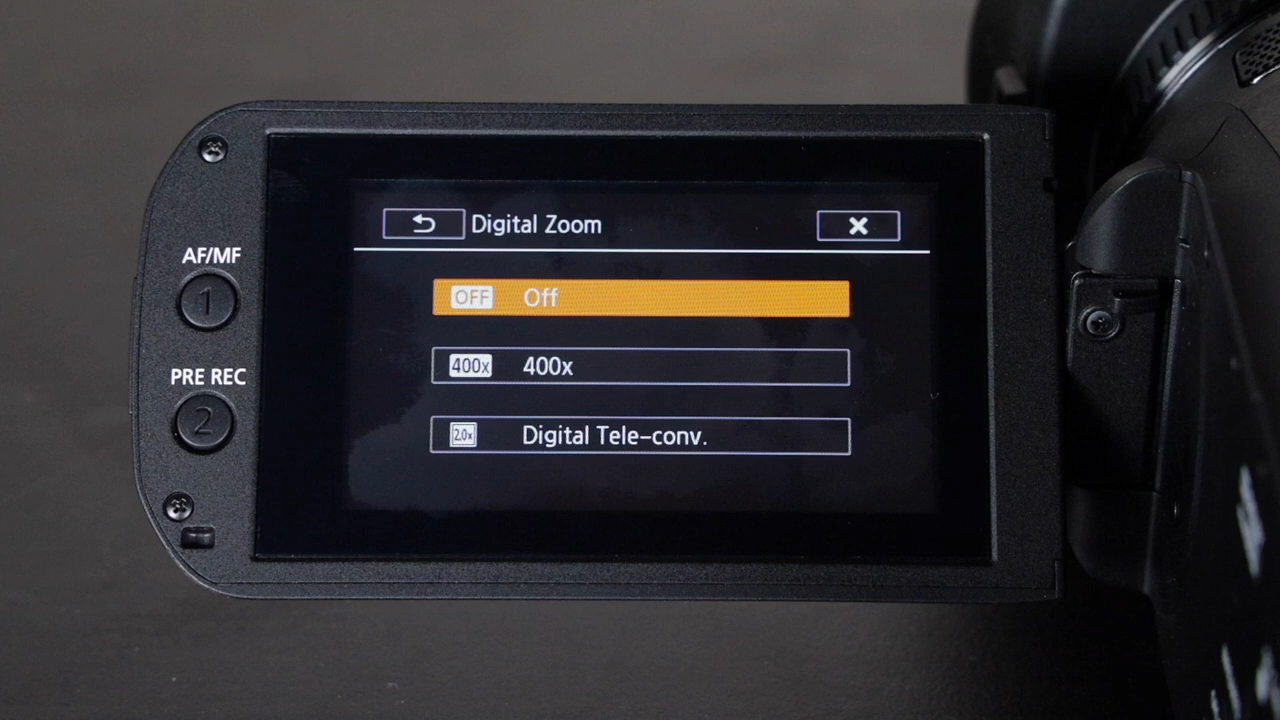 Digital Zoom
AF/MF
1
OFF Off
PRE REC
400x 400x
2
2.0x Digital Tele-conv.